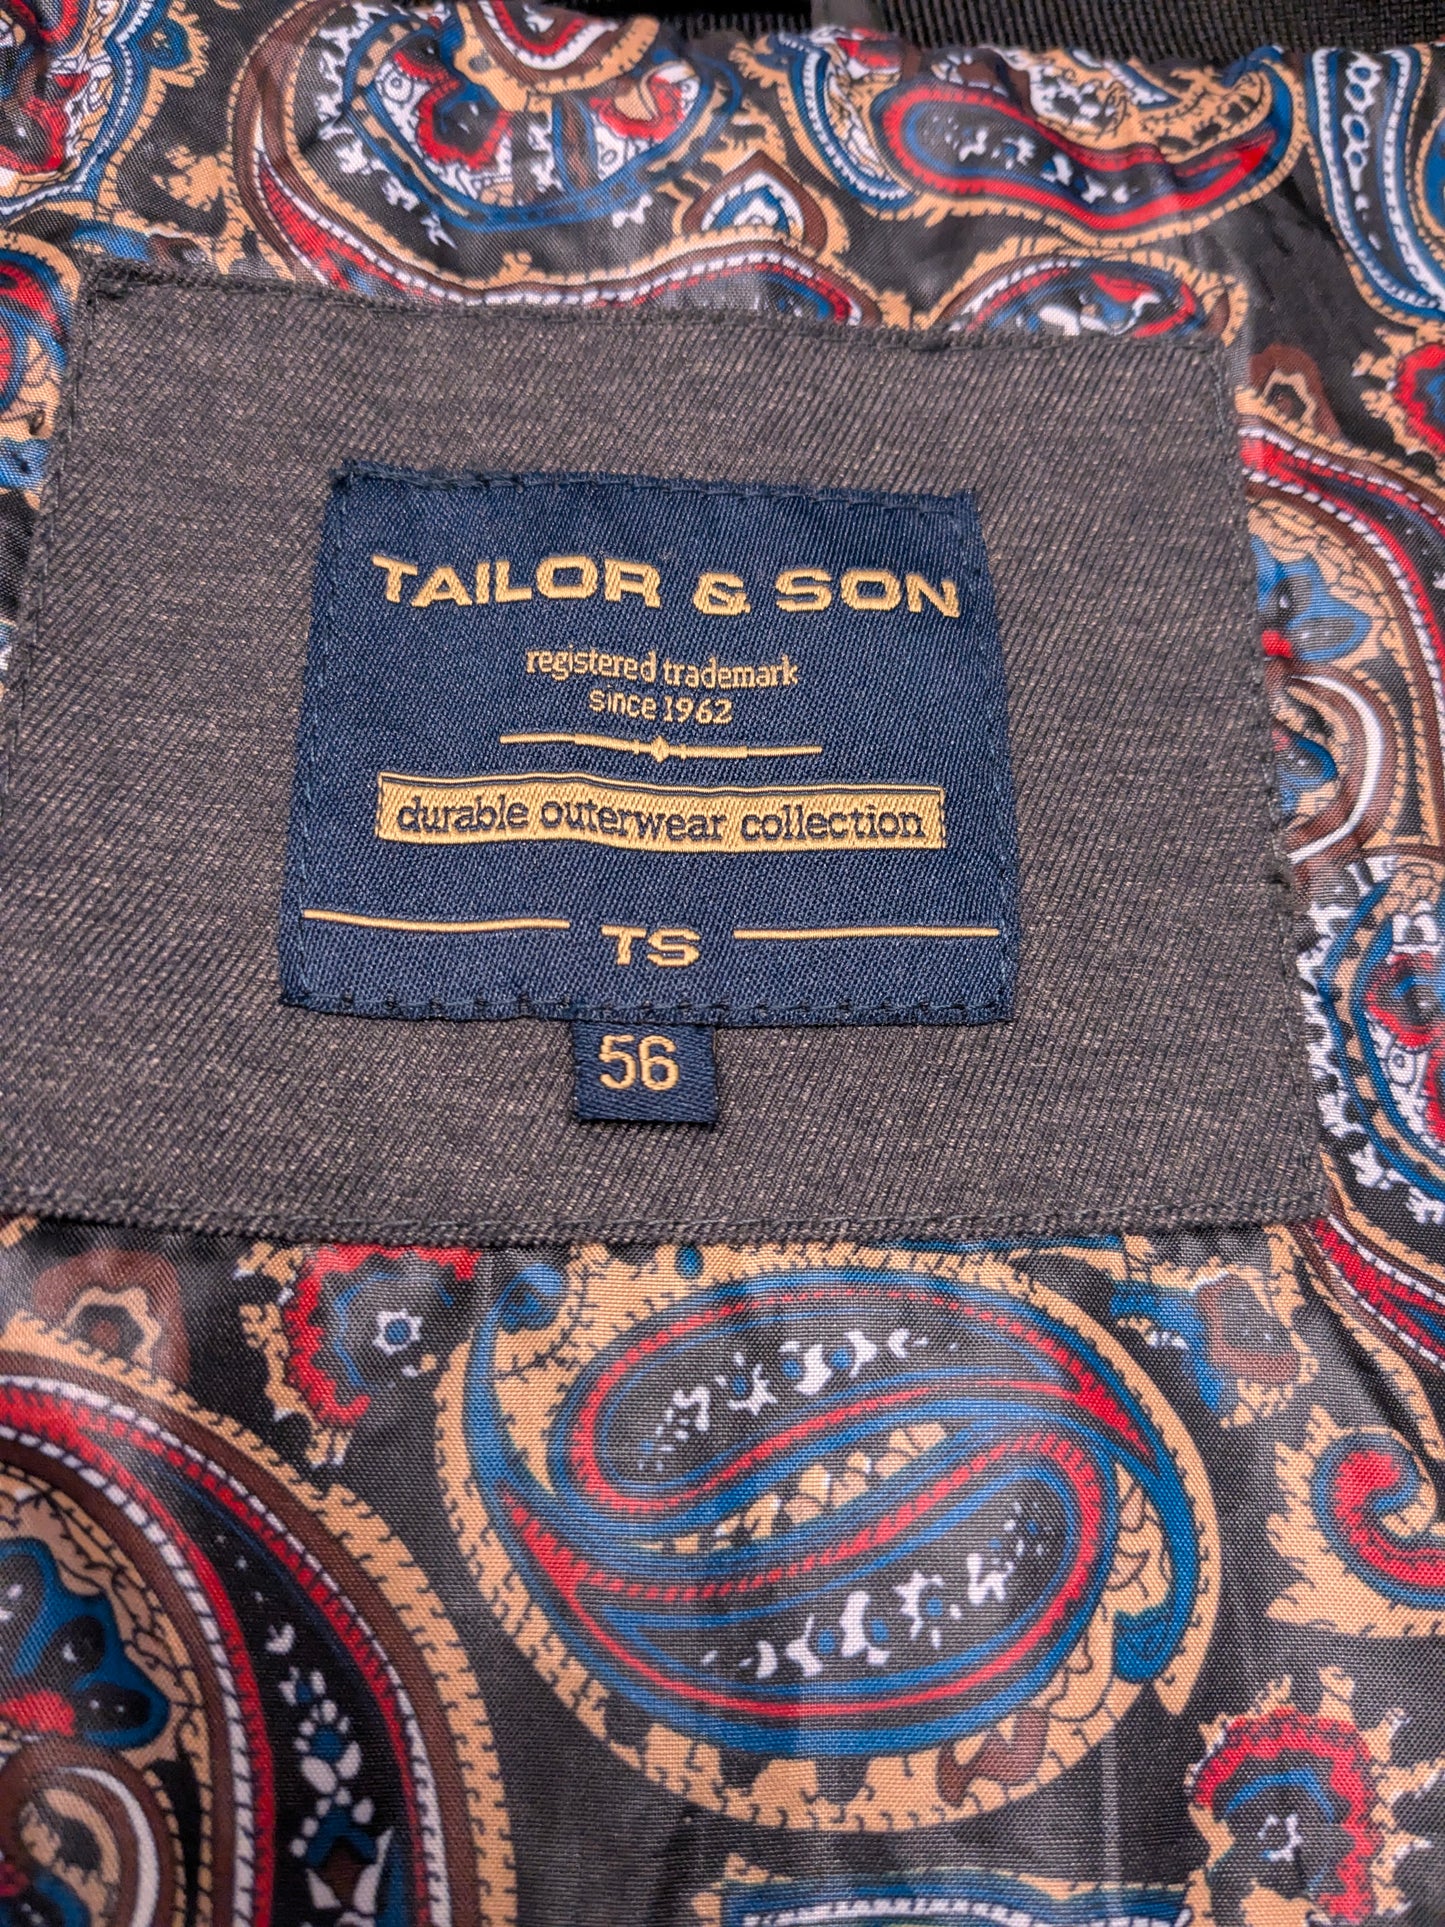 TAILOR & SON
registered trademark
since 1962
durable outerwear collection
TS
56